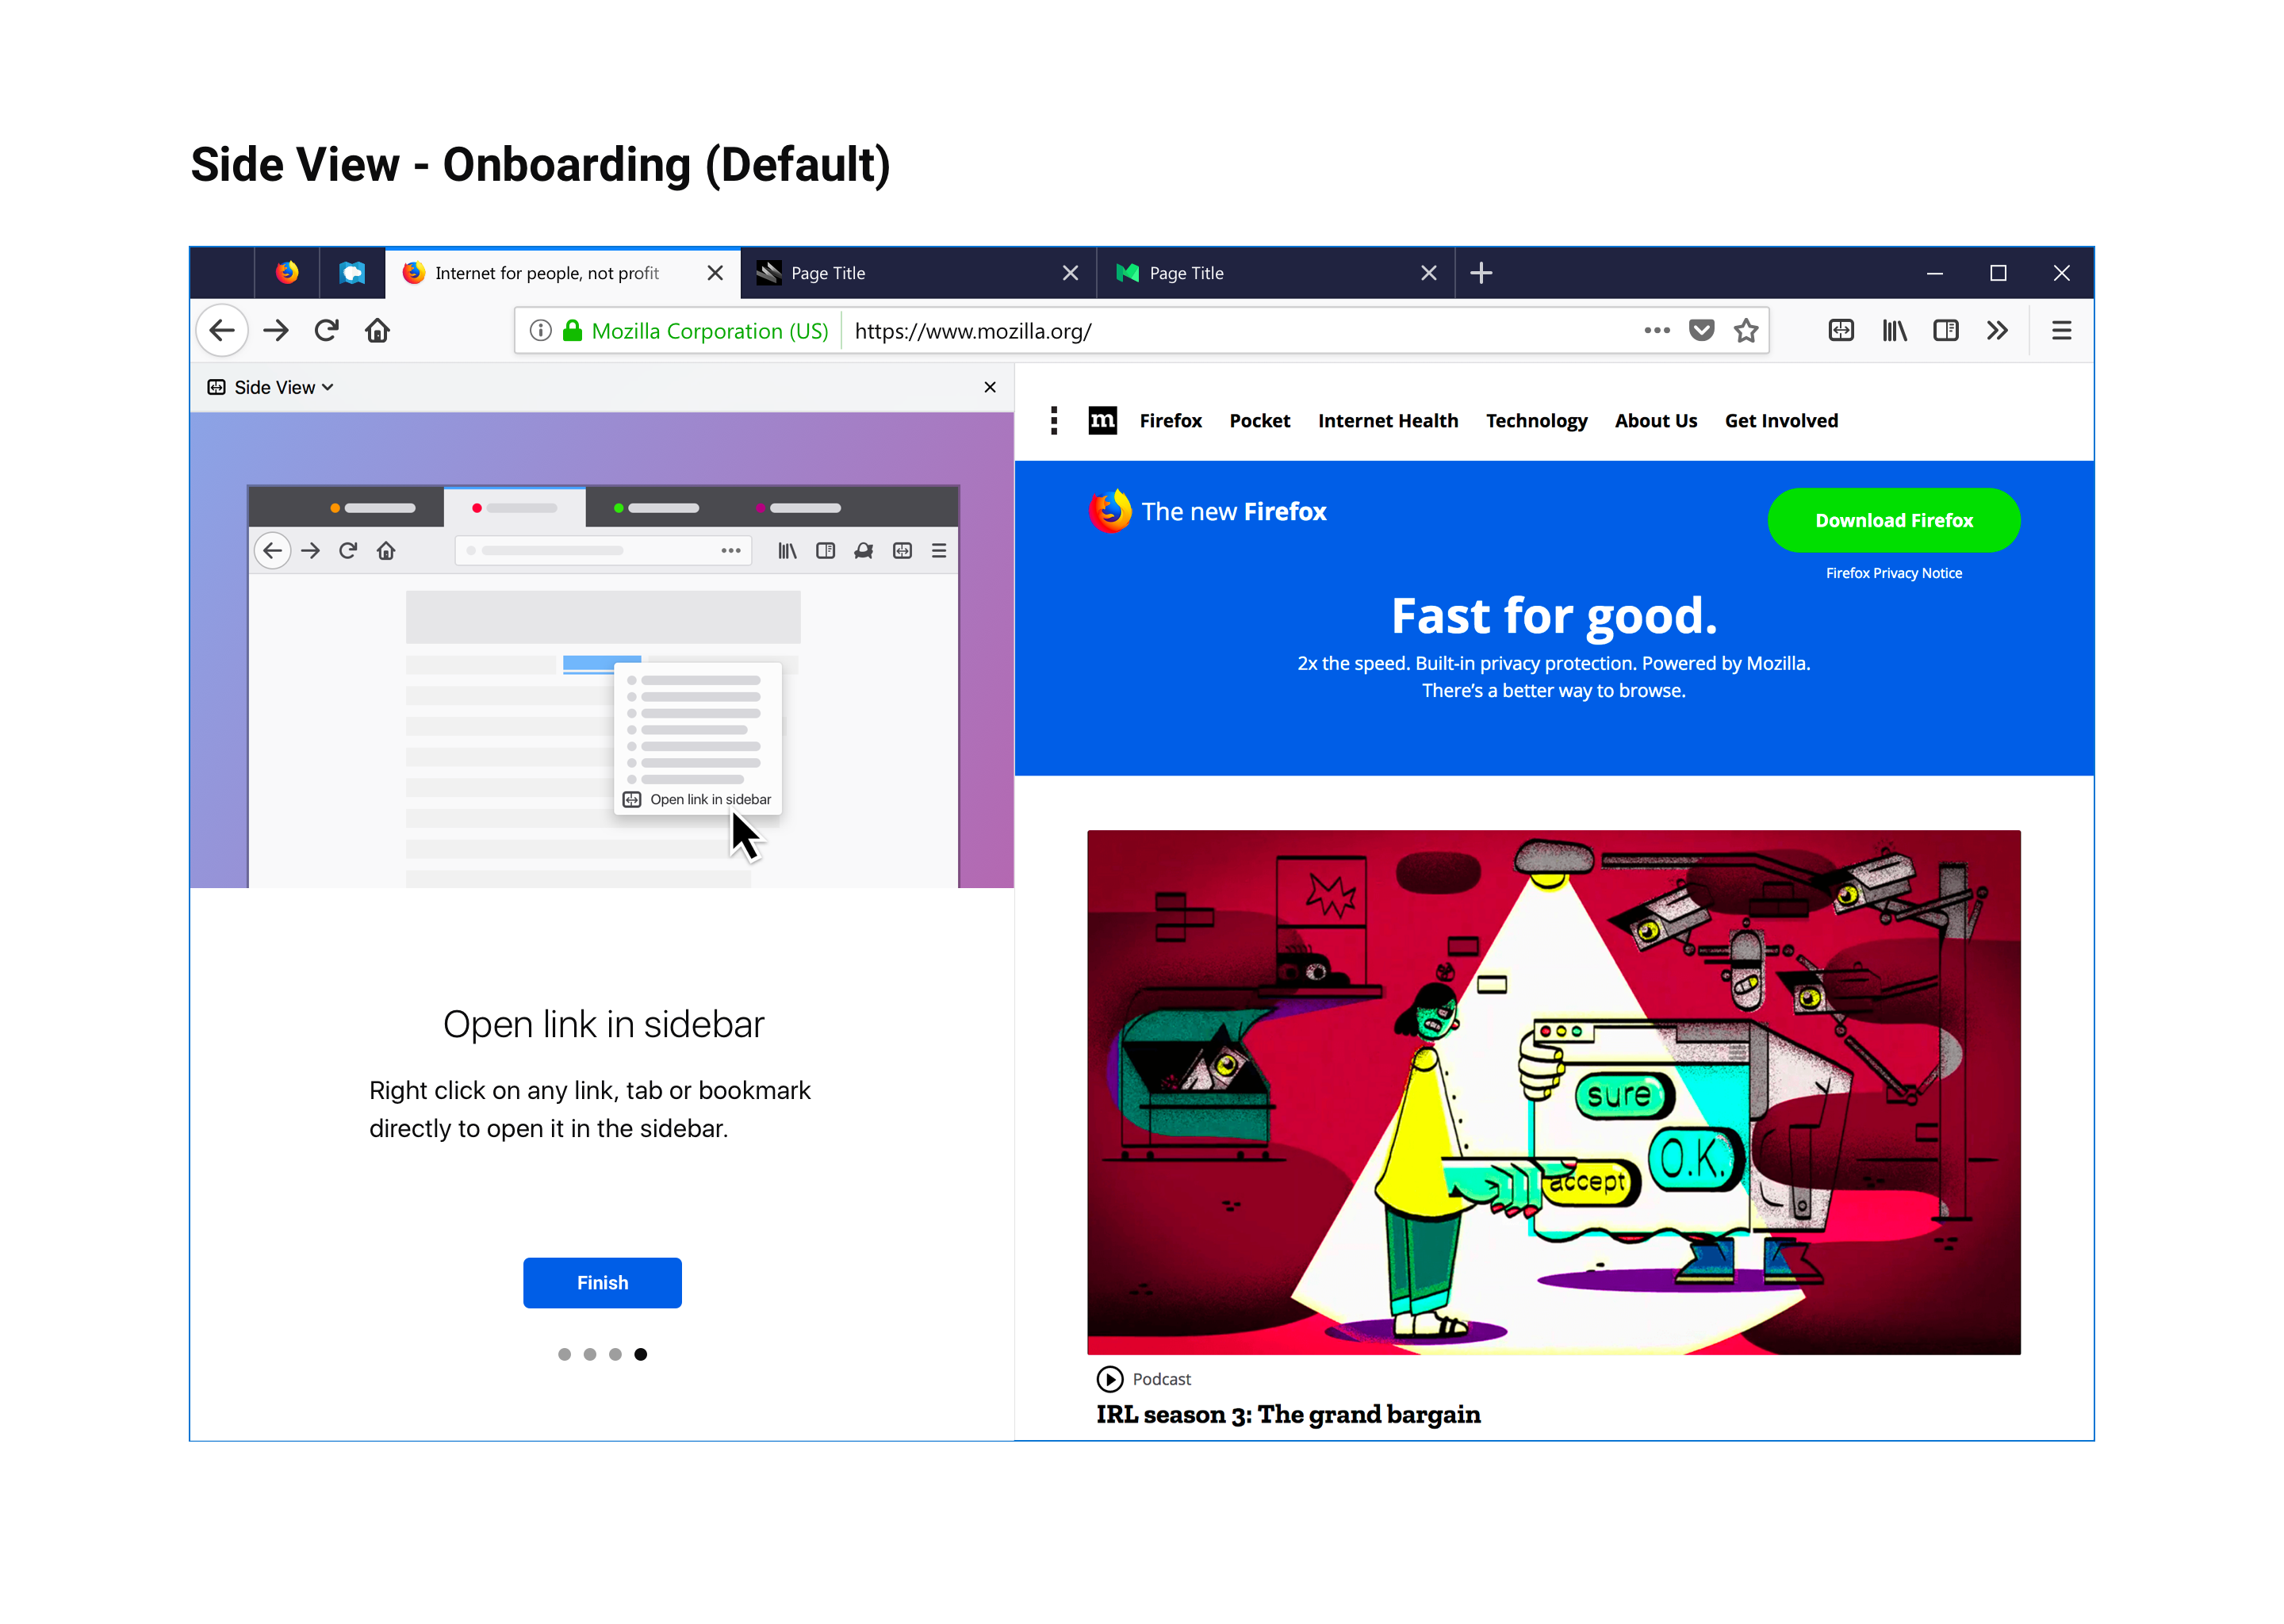 Side View - Onboarding (Default)
Internet for people, not profit
Page Title
Page Title
Mozilla Corporation (US)
https://www.mozilla.org/
Side View
Open link in sidebar
Open link in sidebar
Right click on any link, tab or bookmark
directly to open it in the sidebar.
Finish
m
Firefox Pocket Internet Health Technology About Us Get Involved
The new Firefox
Download Firefox
Firefox Privacy Notice
Fast for good.
2x the speed. Built-in privacy protection. Powered by Mozilla.
There’s a better way to browse.
sure
O.K.
accept
Podcast
IRL season 3: The grand bargain